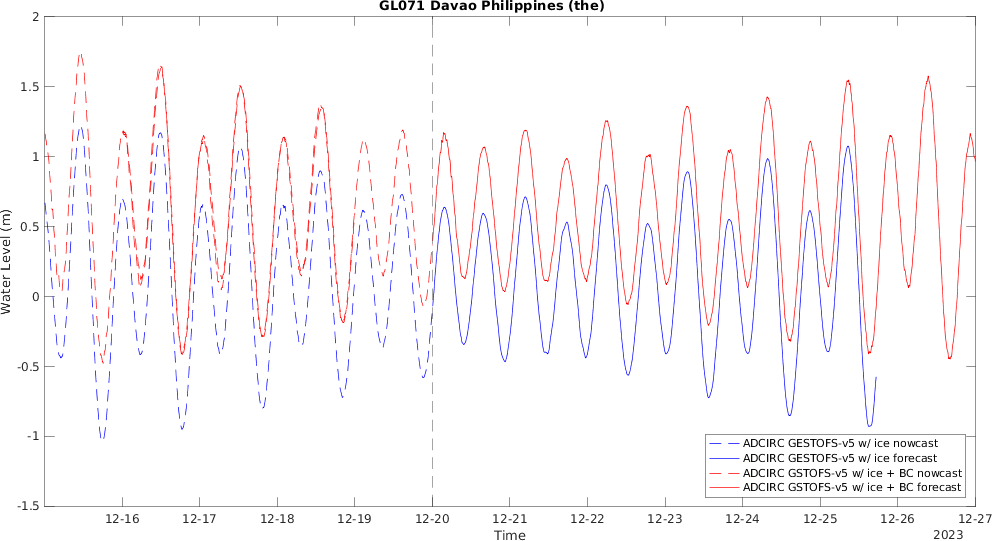 GL071 Davao Philippines (the)
2
1.5
1
0.5
0
-0.5
-1
-1.5
Water Level (m)
ADCIRC GESTOFS-v5 w/ ice nowcast
ADCIRC GESTOFS-v5 w/ ice forecast
ADCIRC GSTOFS-v5 w/ ice + BC nowcast
ADCIRC GSTOFS-v5 w/ ice + BC forecast
12-16 12-17 12-18 12-19 12-20 12-21 12-22 12-23 12-24 12-25 12-26 12-27
Time
2023